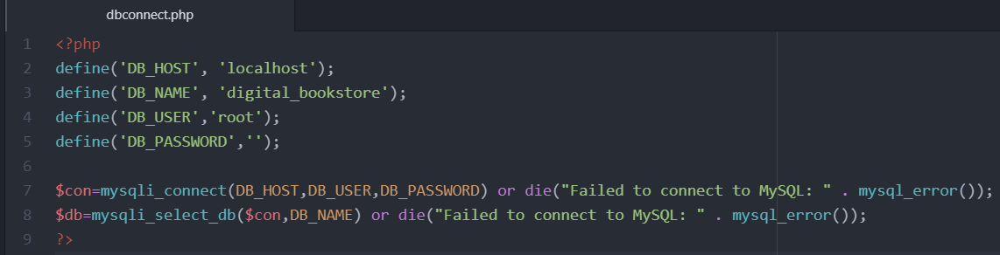 dbconnect.php
1 <?php
2 define('DB_HOST', 'localhost');
3 define('DB_NAME', 'digital_bookstore');
4 define('DB_USER','root');
5 define('DB_PASSWORD','');
6
7 $con=mysqli_connect(DB_HOST,DB_USER,DB_PASSWORD) or die("Failed to connect to MySQL: " . mysql_error());
8 $db=mysqli_select_db($con,DB_NAME) or die("Failed to connect to MySQL: " . mysql_error());
9 ?>